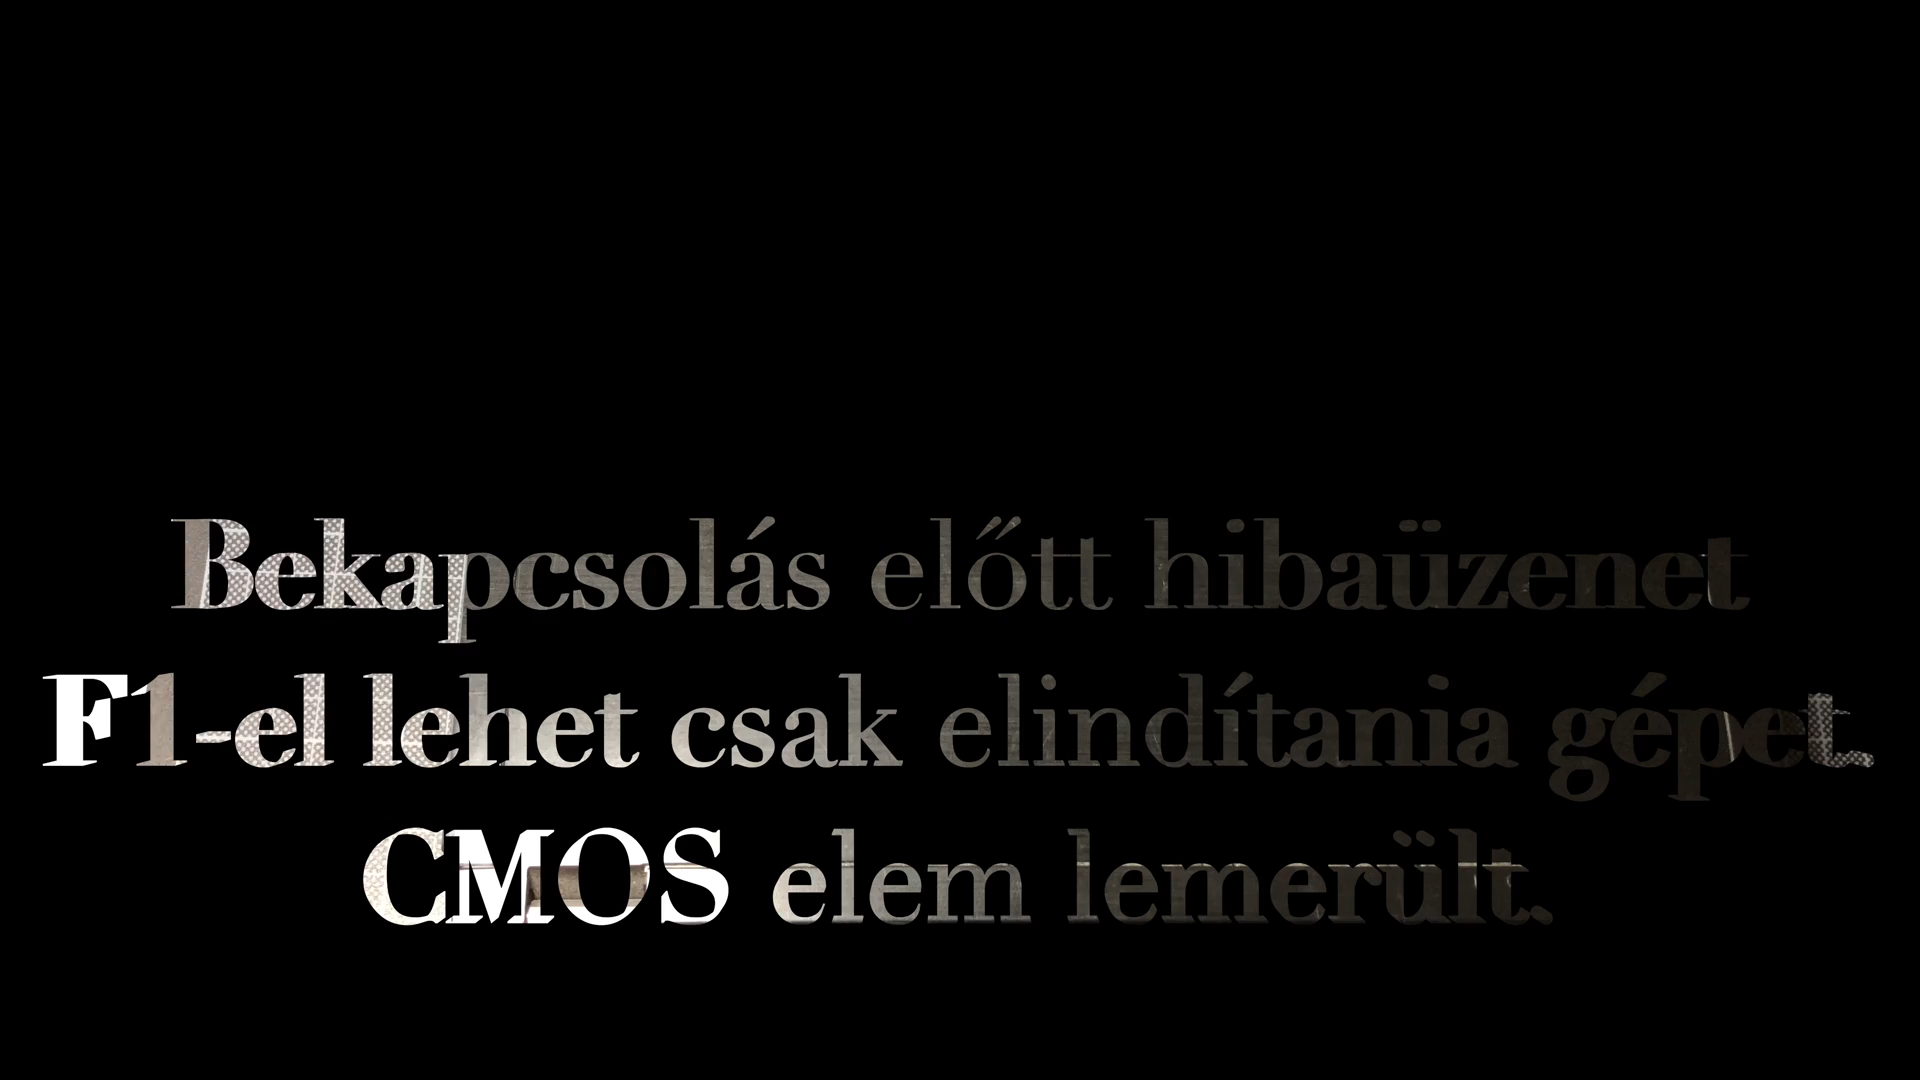 Bekapcsolás előtt hibaüzenet
F1-el lehet csak elindítania gépet.
CMOS elem lemerült.